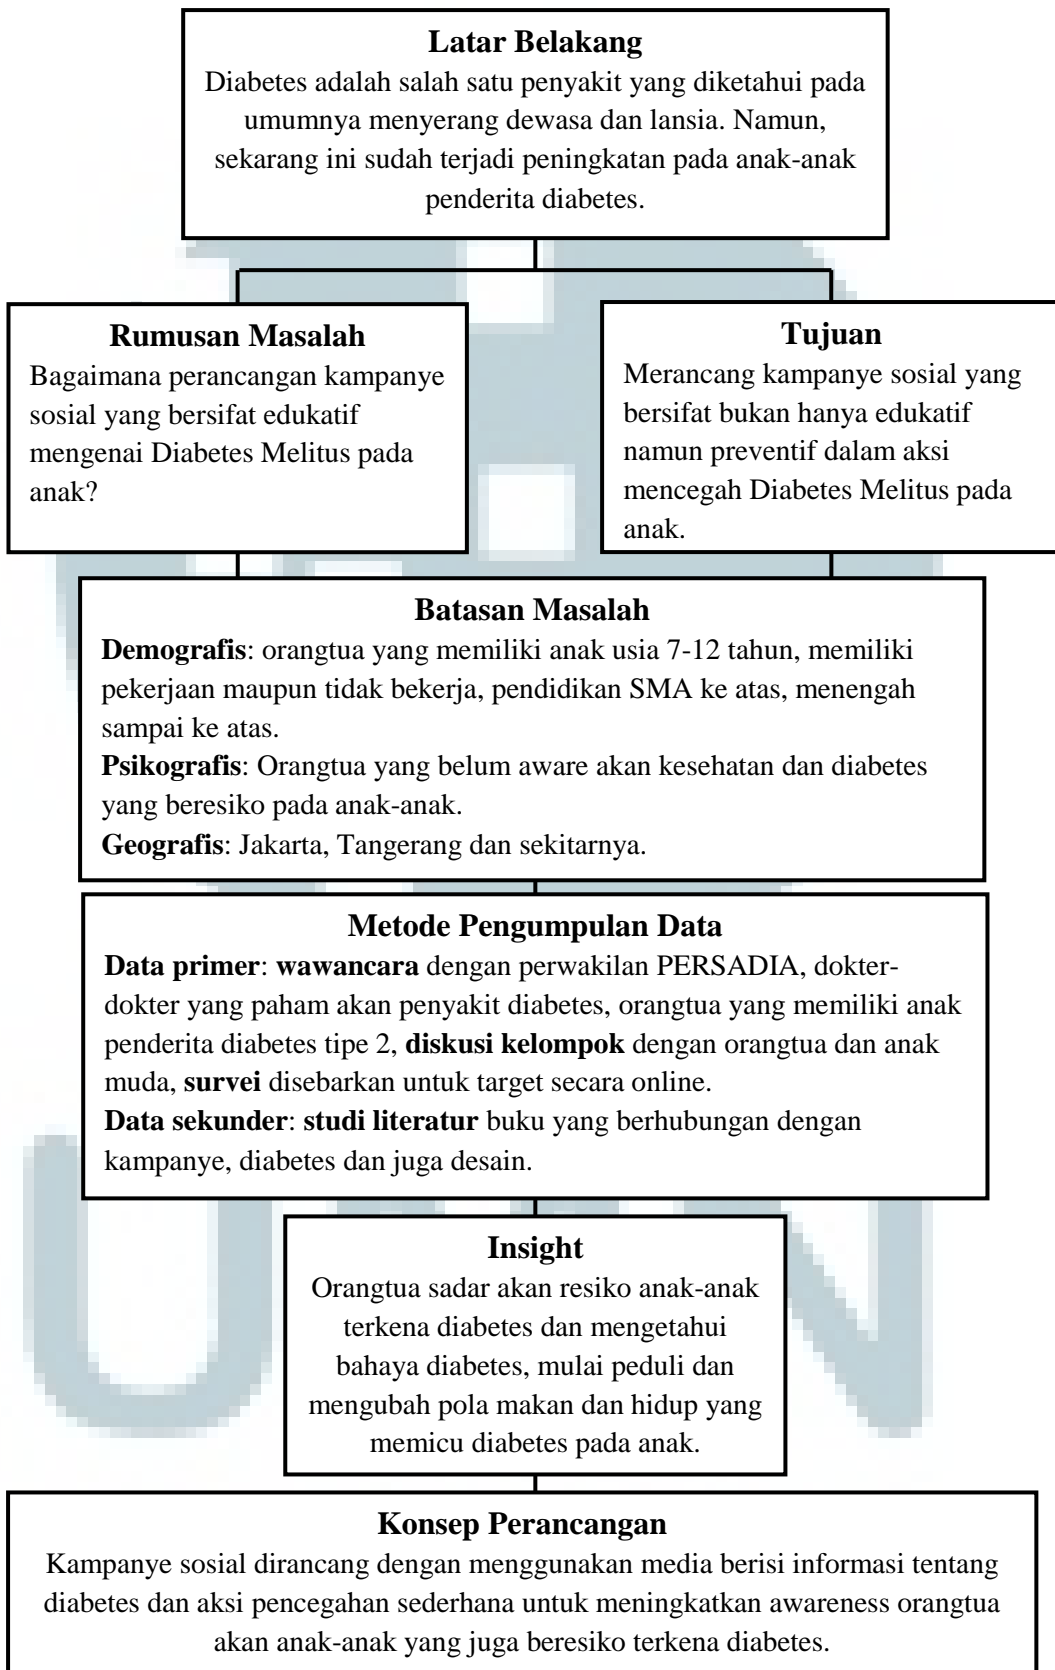 Latar Belakang
Diabetes adalah salah satu penyakit yang diketahui pada
umumnya menyerang dewasa dan lansia. Namun,
sekarang ini sudah terjadi peningkatan pada anak-anak
penderita diabetes.
Rumusan Masalah
Bagaimana perancangan kampanye
sosial yang bersifat edukatif
mengenai Diabetes Melitus pada
anak?
Tujuan
Merancang kampanye sosial yang
bersifat bukan hanya edukatif
namun preventif dalam aksi
mencegah Diabetes Melitus pada
anak.
Batasan Masalah
Demografis: orangtua yang memiliki anak usia 7-12 tahun, memiliki
pekerjaan maupun tidak bekerja, pendidikan SMA ke atas, menengah
sampai ke atas.
Psikografis: Orangtua yang belum aware akan kesehatan dan diabetes
yang beresiko pada anak-anak.
Geografis: Jakarta, Tangerang dan sekitarnya.
Metode Pengumpulan Data
Data primer: wawancara dengan perwakilan PERSADIA, dokter-
dokter yang paham akan penyakit diabetes, orangtua yang memiliki anak
penderita diabetes tipe 2, diskusi kelompok dengan orangtua dan anak
muda, survei disebarkan untuk target secara online.
Data sekunder: studi literatur buku yang berhubungan dengan
kampanye, diabetes dan juga desain.
Insight
Orangtua sadar akan resiko anak-anak
terkena diabetes dan mengetahui
bahaya diabetes, mulai peduli dan
mengubah pola makan dan hidup yang
memicu diabetes pada anak.
Konsep Perancangan
Kampanye sosial dirancang dengan menggunakan media berisi informasi tentang
diabetes dan aksi pencegahan sederhana untuk meningkatkan awareness orangtua
akan anak-anak yang juga beresiko terkena diabetes.